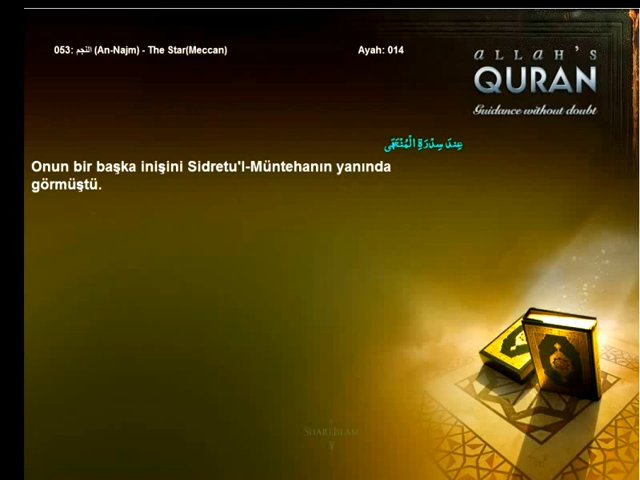 053: النجم (An-Najm) - The Star(Meccan) Ayah: 014
ALLAH'S
QURAN
Guidance without doubt
عِندَ سِدْرَةِ الْمُنْتَهَى
Onun bir başka inişini Sidretu'l-Müntehanın yanında
görmüştü.
SHARIISLAM